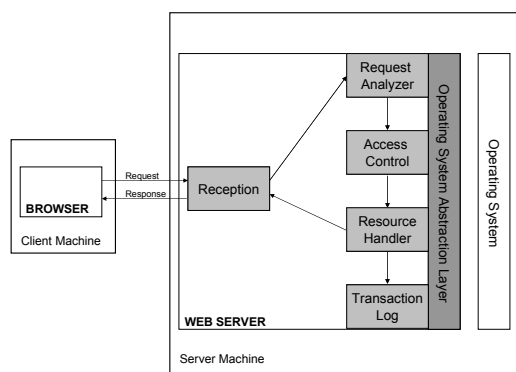 Request
Analyzer
Access
Control
Resource
Handler
Transaction
Log
Operating System Abstraction Layer
Operating System
Request
Response
Reception
BROWSER
Client Machine
WEB SERVER
Server Machine